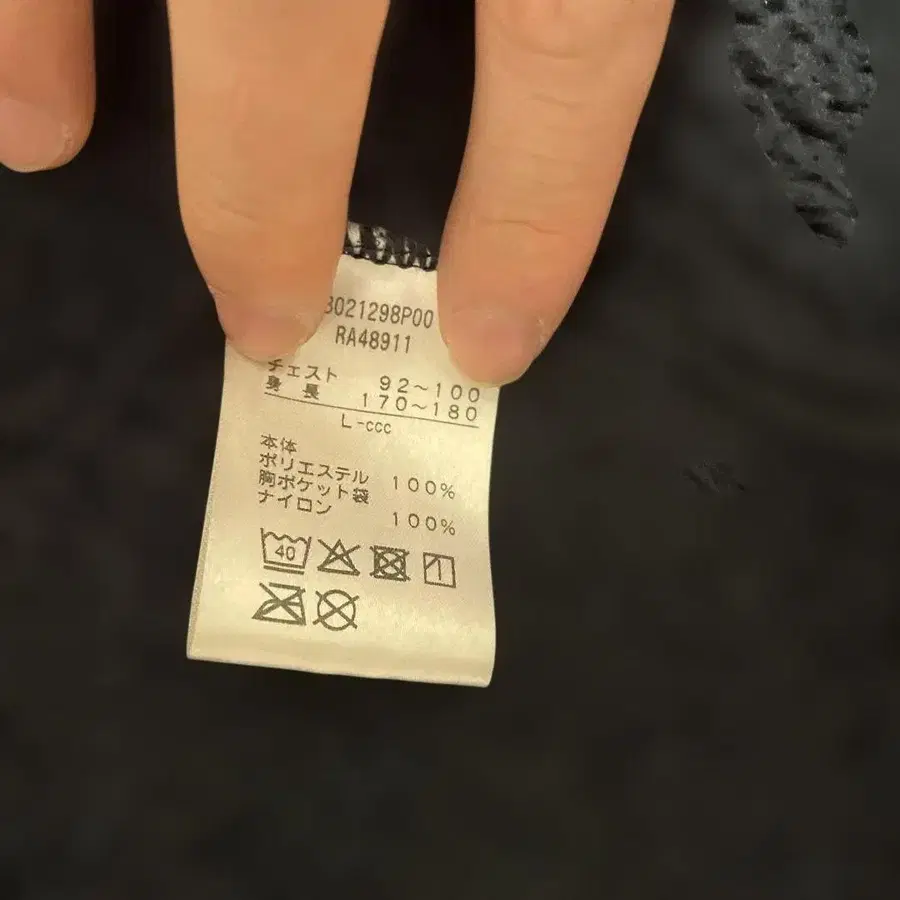 3021298P00
RA48911
チェスト 92～100
身 長 170～180
L-ccc
本体
ポリエステル 100%
胸ポケット袋
ナイロン 100%
40